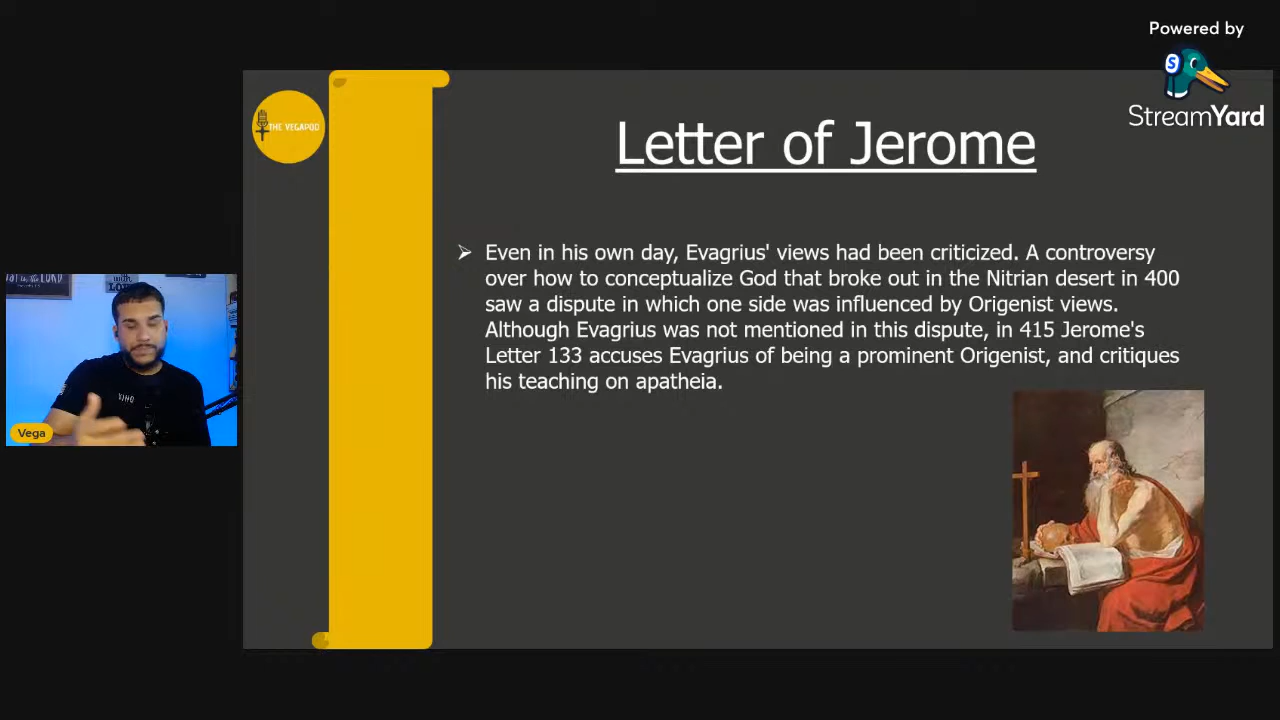 Powered by
StreamYard
THE VEGAPOD
Letter of Jerome
Even in his own day, Evagrius' views had been criticized. A controversy
over how to conceptualize God that broke out in the Nitrian desert in 400
saw a dispute in which one side was influenced by Origenist views.
Although Evagrius was not mentioned in this dispute, in 415 Jerome's
Letter 133 accuses Evagrius of being a prominent Origenist, and critiques
his teaching on apatheia.
Vega